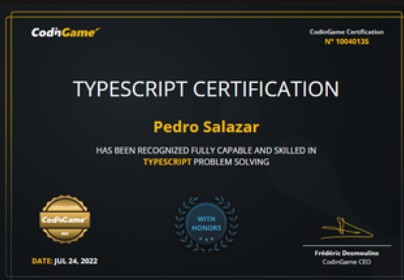 CodinGame
CodinGame Certification
N° 10040135
TYPESCRIPT CERTIFICATION
Pedro Salazar
HAS BEEN RECOGNIZED FULLY CAPABLE AND SKILLED IN
TYPESCRIPT PROBLEM SOLVING
CodinGame
WITH
HONORS
DATE: JUL 24, 2022
Frédéric Desmoulins
CodinGame CEO